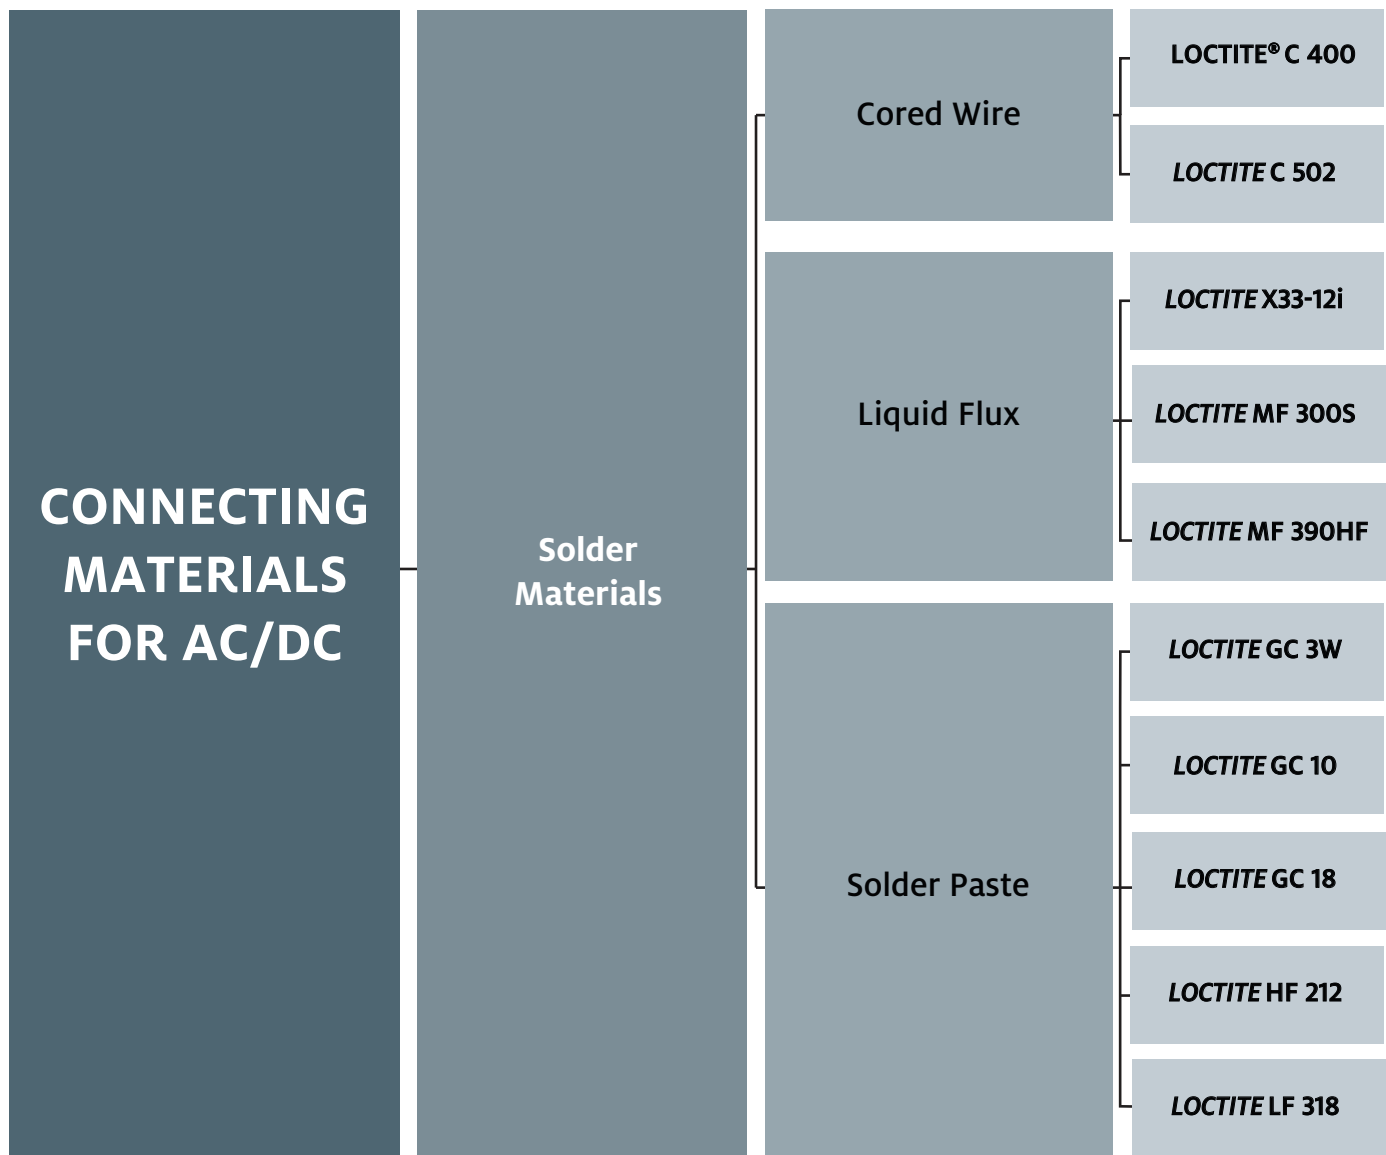 CONNECTING
MATERIALS
FOR AC/DC
Solder
Materials
Cored Wire
LOCTITE® C 400
LOCTITE C 502
Liquid Flux
LOCTITE X33-12i
LOCTITE MF 300S
LOCTITE MF 390HF
Solder Paste
LOCTITE GC 3W
LOCTITE GC 10
LOCTITE GC 18
LOCTITE HF 212
LOCTITE LF 318